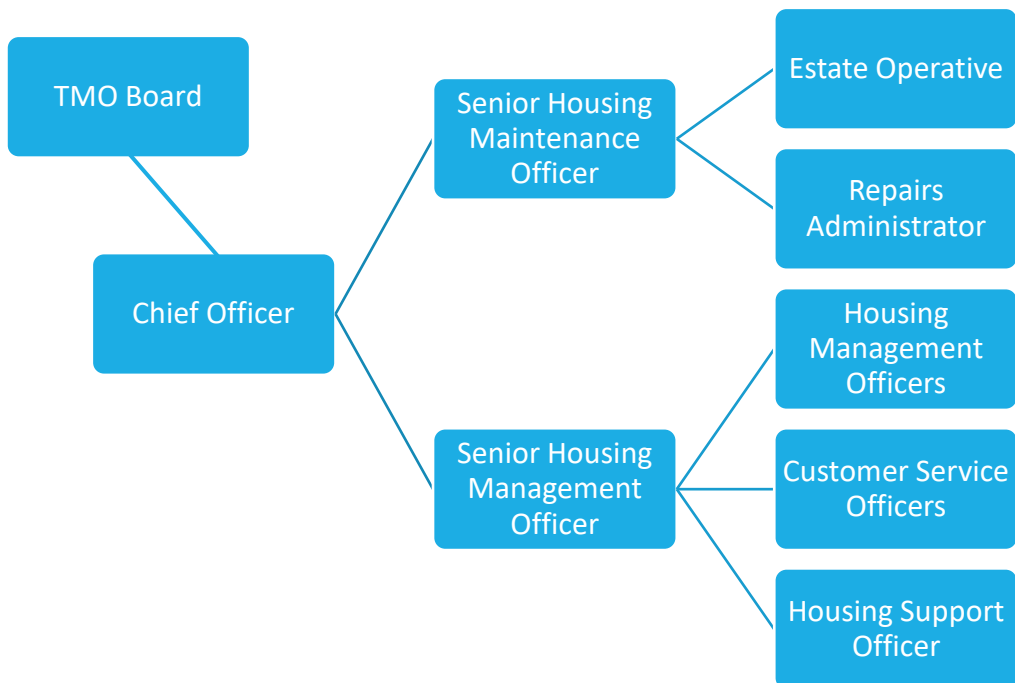 TMO Board
Chief Officer
Senior Housing
Maintenance
Officer
Estate Operative
Repairs
Administrator
Senior Housing
Management
Officer
Housing
Management
Officers
Customer Service
Officers
Housing Support
Officer